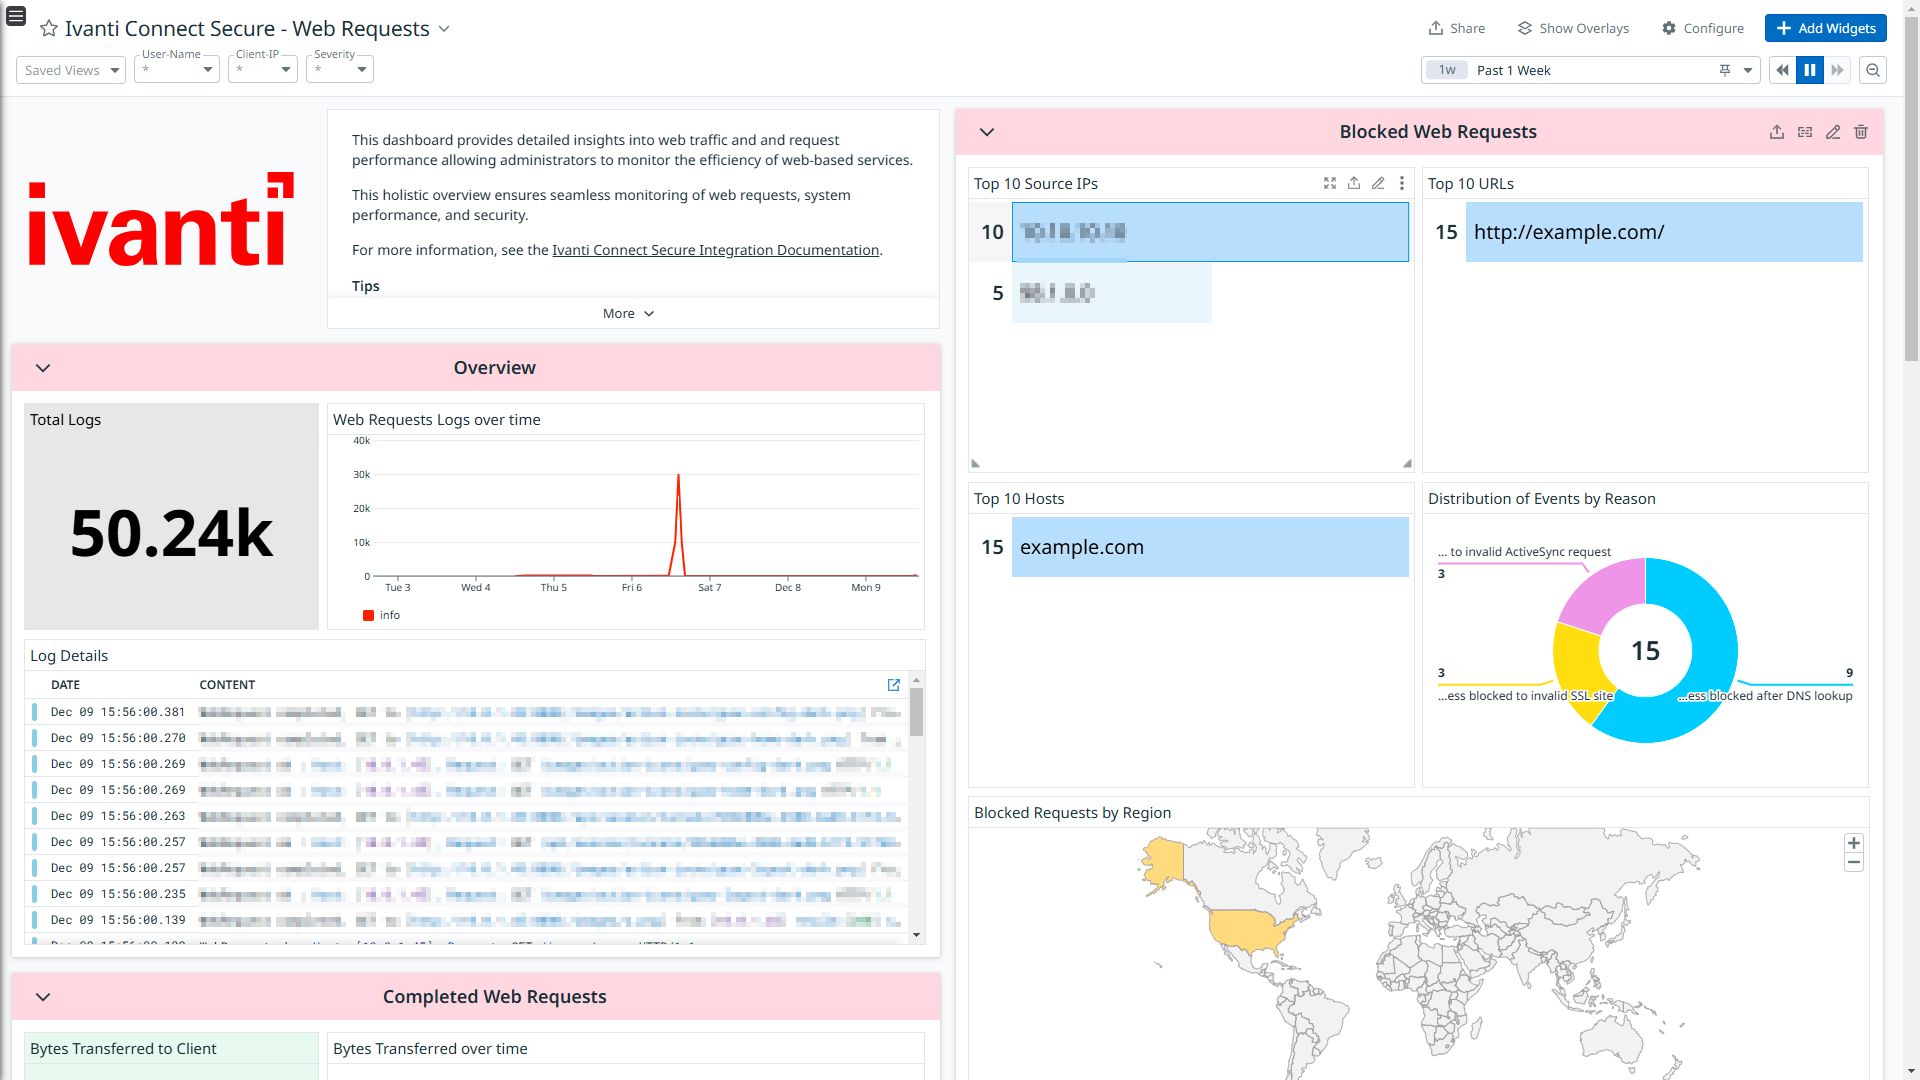 Ivanti Connect Secure - Web Requests
Share
Show Overlays
Configure
Add Widgets
Saved Views
User-Name
*
Client-IP
*
Severity
*
1w
Past 1 Week
ivanti
This dashboard provides detailed insights into web traffic and and request
performance allowing administrators to monitor the efficiency of web-based services.
This holistic overview ensures seamless monitoring of web requests, system
performance, and security.
For more information, see the Ivanti Connect Secure Integration Documentation.
Tips
More
Overview
Total Logs
50.24k
Web Requests Logs over time
40k
30k
20k
10k
0
Tue 3
Wed 4
Thu 5
Fri 6
Sat 7
Dec 8
Mon 9
info
Log Details
DATE
CONTENT
Dec 09 15:56:00.381
Dec 09 15:56:00.270
Dec 09 15:56:00.269
Dec 09 15:56:00.269
Dec 09 15:56:00.263
Dec 09 15:56:00.257
Dec 09 15:56:00.257
Dec 09 15:56:00.235
Dec 09 15:56:00.139
Completed Web Requests
Bytes Transferred to Client
Bytes Transferred over time
Blocked Web Requests
Top 10 Source IPs
10
5
Top 10 URLs
15 http://example.com/
Top 10 Hosts
15 example.com
Distribution of Events by Reason
... to invalid ActiveSync request
3
15
3
...ess blocked to invalid SSL site
9
...ess blocked after DNS lookup
Blocked Requests by Region
+
−